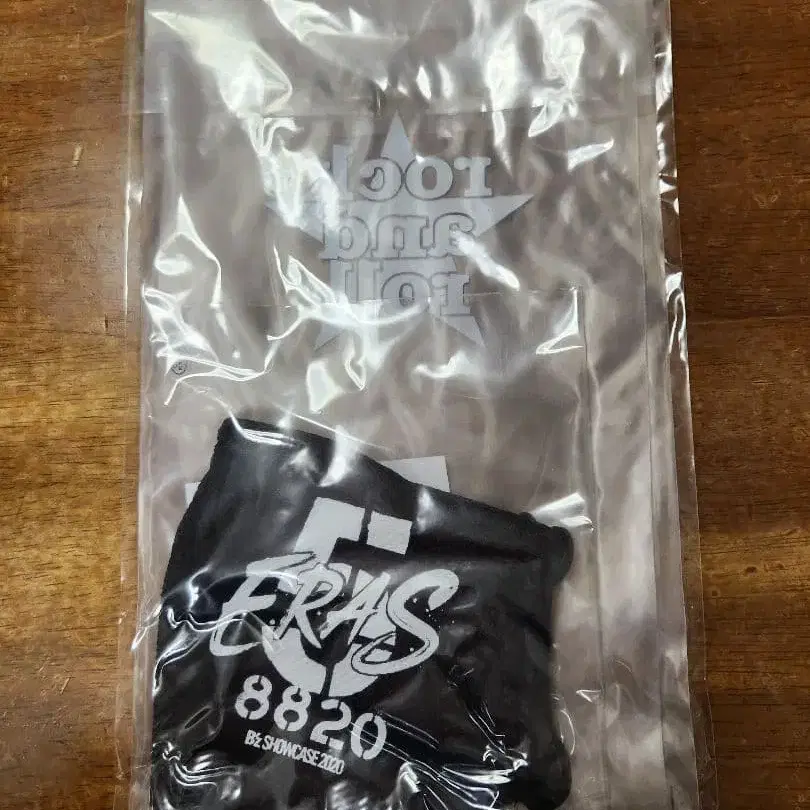 rock
and
roll
®
5
ERAS
8820
B'z SHOWCASE 2020